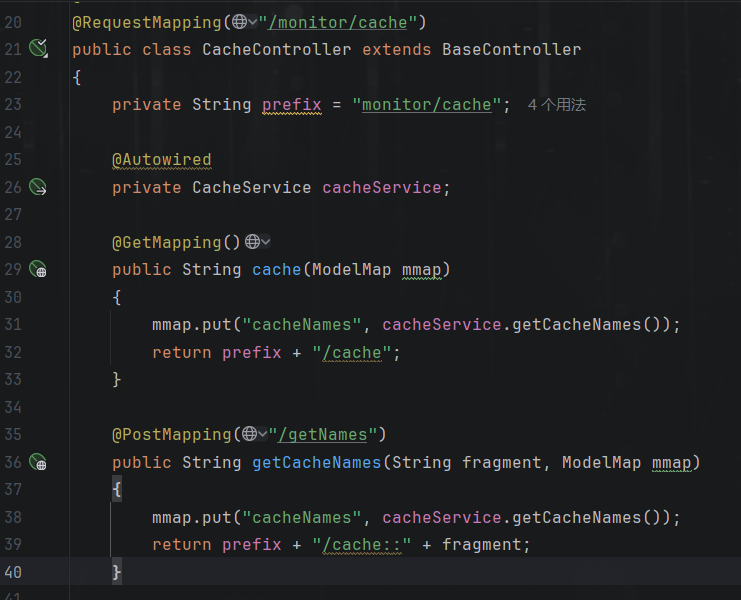 20 @RequestMapping("/monitor/cache")
21 public class CacheController extends BaseController
22 {
23     private String prefix = "monitor/cache"; 4 个用法
24
25     @Autowired
26     private CacheService cacheService;
27
28     @GetMapping()
29     public String cache(ModelMap mmap)
30     {
31         mmap.put("cacheNames", cacheService.getCacheNames());
32         return prefix + "/cache";
33     }
34
35     @PostMapping("/getNames")
36     public String getCacheNames(String fragment, ModelMap mmap)
37     {
38         mmap.put("cacheNames", cacheService.getCacheNames());
39         return prefix + "/cache::" + fragment;
40     }
41